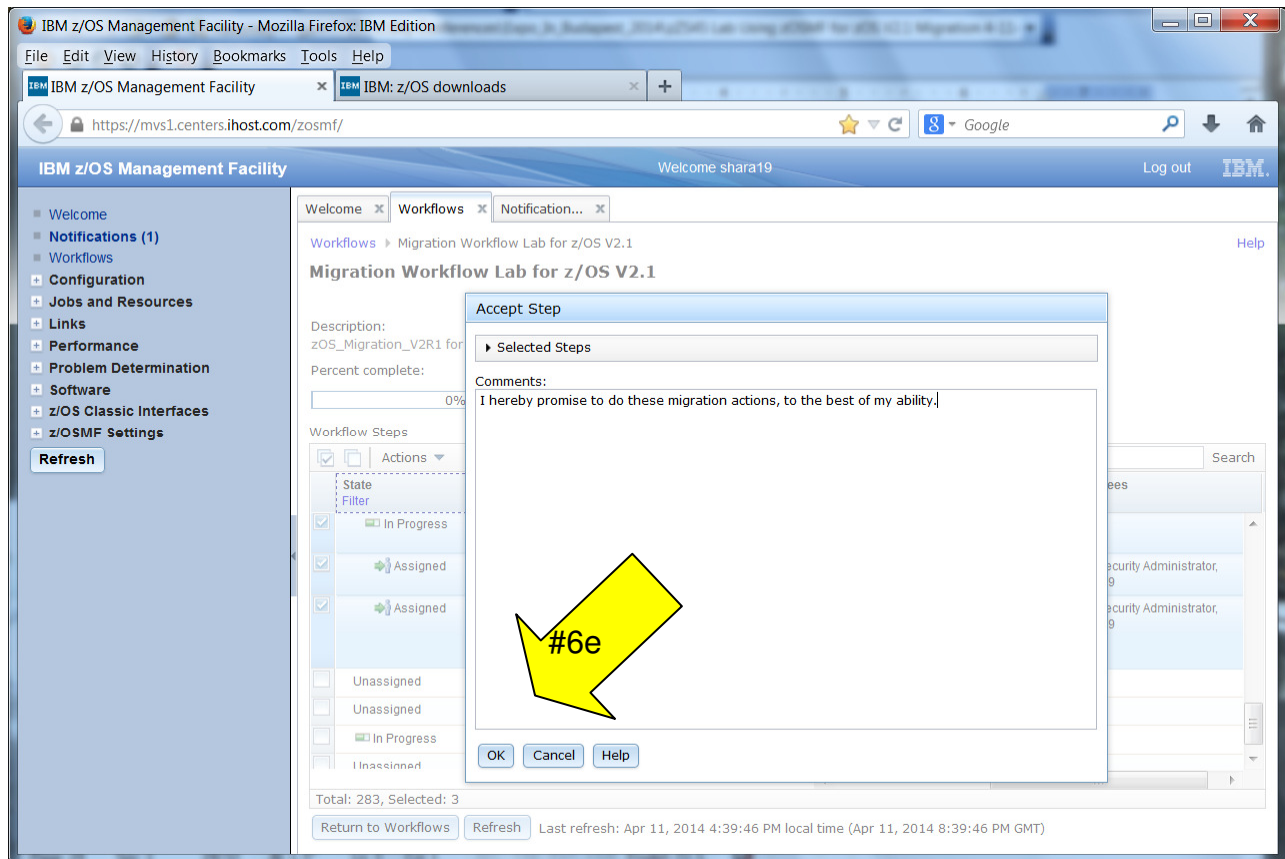 IBM z/OS Management Facility - Mozilla Firefox: IBM Edition
File Edit View History Bookmarks Tools Help
IBM IBM z/OS Management Facility × IBM IBM: z/OS downloads × +
https://mvs1.centers.ihost.com/zosmf/ 8 Google
IBM z/OS Management Facility Welcome shara19 Log out IBM.
Welcome
Notifications (1)
Workflows
Configuration
Jobs and Resources
Links
Performance
Problem Determination
Software
z/OS Classic Interfaces
z/OSMF Settings
Refresh
Welcome x Workflows x Notification... x
Workflows Migration Workflow Lab for z/OS V2.1 Help
Migration Workflow Lab for z/OS V2.1
Description:
zOS_Migration_V2R1 for
Percent complete:
0%
Workflow Steps
Actions Search
State ees
Filter
In Progress
Assigned ecurity Administrator,
9
Assigned ecurity Administrator,
9
Unassigned
Unassigned
In Progress
Unassigned
Total: 283, Selected: 3
Return to Workflows Refresh Last refresh: Apr 11, 2014 4:39:46 PM local time (Apr 11, 2014 8:39:46 PM GMT)
Accept Step
Selected Steps
Comments:
I hereby promise to do these migration actions, to the best of my ability.
#6e
OK Cancel Help